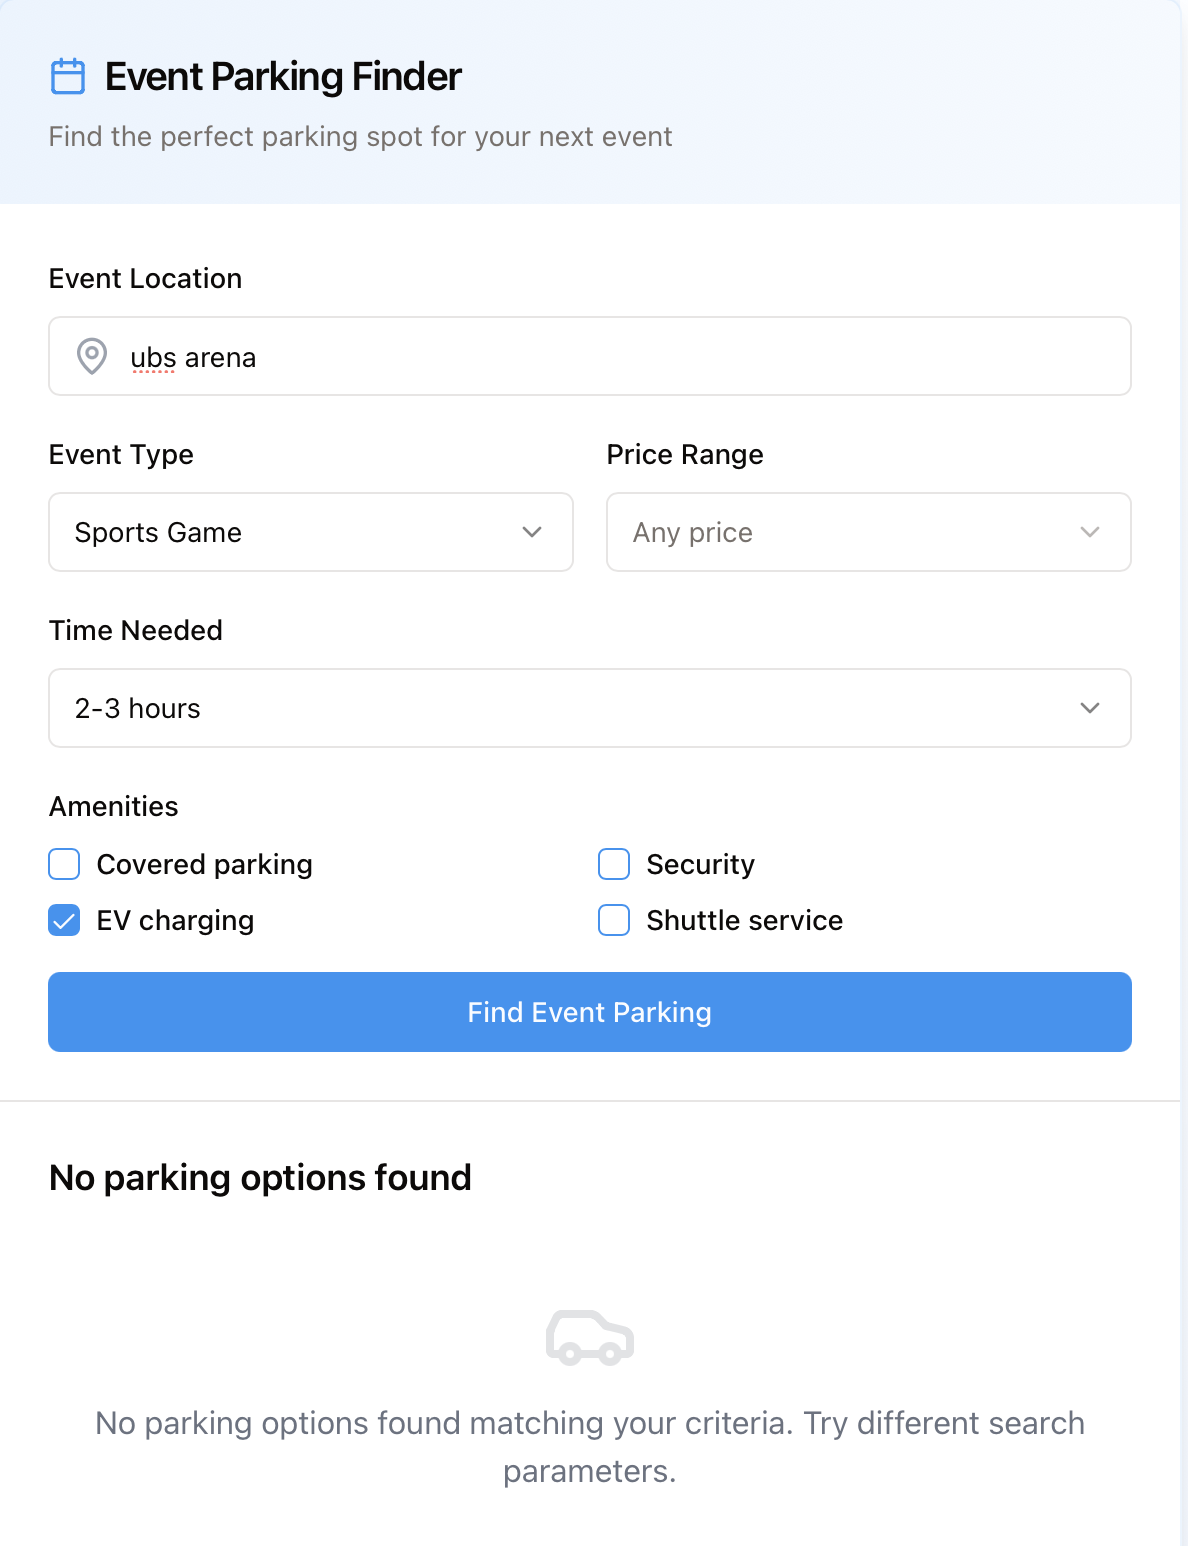 Event Parking Finder
Find the perfect parking spot for your next event
Event Location
ubs arena
Event Type
Price Range
Sports Game
Any price
Time Needed
2-3 hours
Amenities
Covered parking
Security
EV charging
Shuttle service
Find Event Parking
No parking options found
No parking options found matching your criteria. Try different search
parameters.